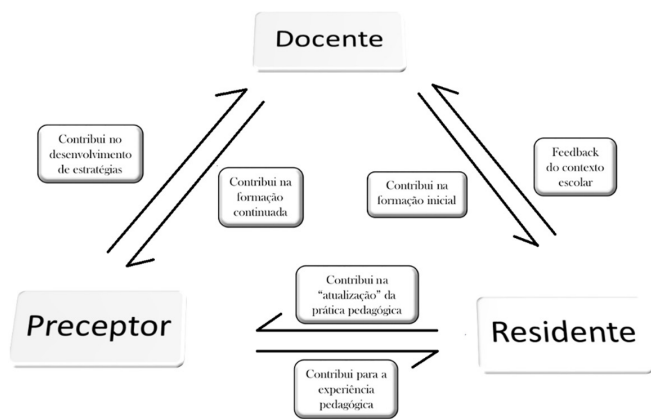 Docente
Contribui no
desenvolvimento
de estratégias
Contribui na
formação
continuada
Contribui na
formação inicial
Feedback
do contexto
escolar
Contribui na
“atualização” da
prática pedagógica
Preceptor
Residente
Contribui para a
experiência
pedagógica